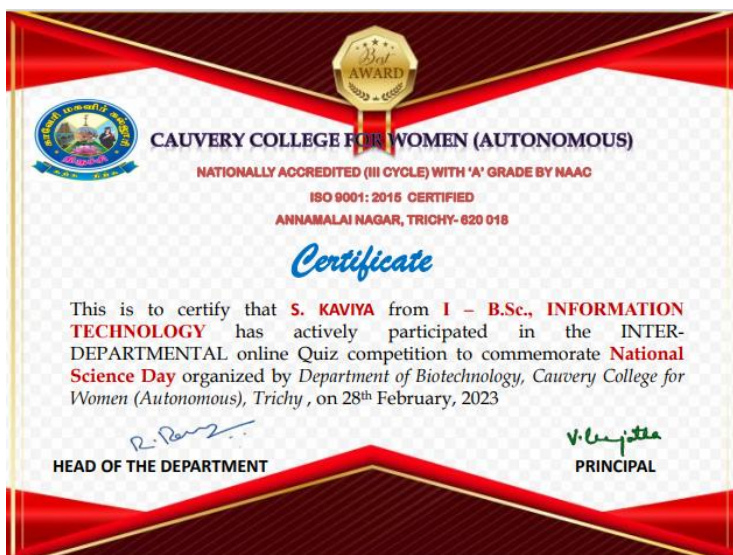 Best
AWARD
காவேரி மகளிர் கல்லூரி
திருச்சி
கற்க நிற்க
CAUVERY COLLEGE FOR WOMEN (AUTONOMOUS)
NATIONALLY ACCREDITED (III CYCLE) WITH ‘A’ GRADE BY NAAC
ISO 9001: 2015 CERTIFIED
ANNAMALAI NAGAR, TRICHY- 620 018
Certificate
This is to certify that S. KAVIYA from I – B.Sc., INFORMATION
TECHNOLOGY has actively participated in the INTER-
DEPARTMENTAL online Quiz competition to commemorate National
Science Day organized by Department of Biotechnology, Cauvery College for
Women (Autonomous), Trichy , on 28th February, 2023
HEAD OF THE DEPARTMENT
PRINCIPAL